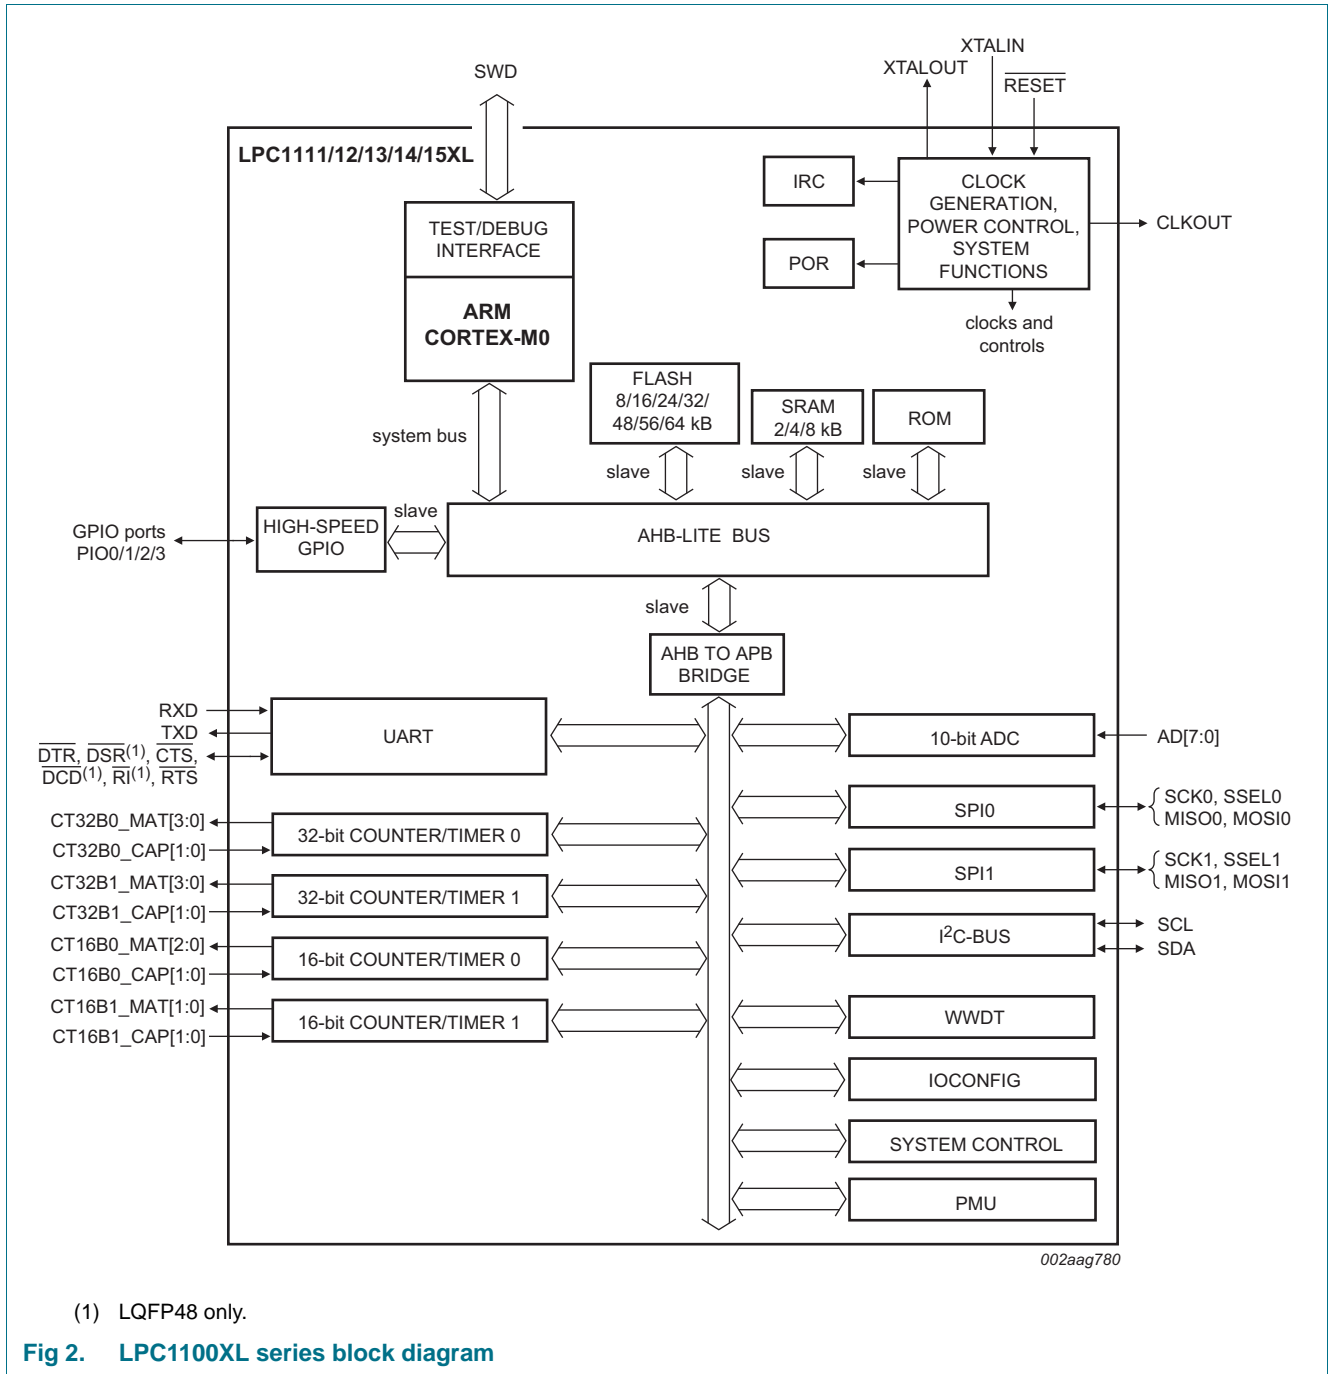 XTALIN
XTALOUT
SWD
RESET
LPC1111/12/13/14/15XL
IRC
CLOCK
GENERATION,
POWER CONTROL,
SYSTEM
FUNCTIONS
CLKOUT
TEST/DEBUG
INTERFACE
POR
ARM
CORTEX-M0
clocks and
controls
FLASH
8/16/24/32/
48/56/64 kB
SRAM
2/4/8 kB
ROM
system bus
slave
slave
slave
slave
GPIO ports
PIO0/1/2/3
HIGH-SPEED
GPIO
AHB-LITE BUS
slave
AHB TO APB
BRIDGE
RXD
TXD
DTR, DSR(1), CTS,
DCD(1), RI(1), RTS
UART
10-bit ADC
AD[7:0]
CT32B0_MAT[3:0]
CT32B0_CAP[1:0]
32-bit COUNTER/TIMER 0
SPI0
SCK0, SSEL0
MISO0, MOSI0
CT32B1_MAT[3:0]
CT32B1_CAP[1:0]
32-bit COUNTER/TIMER 1
SPI1
SCK1, SSEL1
MISO1, MOSI1
CT16B0_MAT[2:0]
CT16B0_CAP[1:0]
16-bit COUNTER/TIMER 0
I2C-BUS
SCL
SDA
CT16B1_MAT[1:0]
CT16B1_CAP[1:0]
16-bit COUNTER/TIMER 1
WWDT
IOCONFIG
SYSTEM CONTROL
PMU
002aag780
(1) LQFP48 only.
Fig 2. LPC1100XL series block diagram